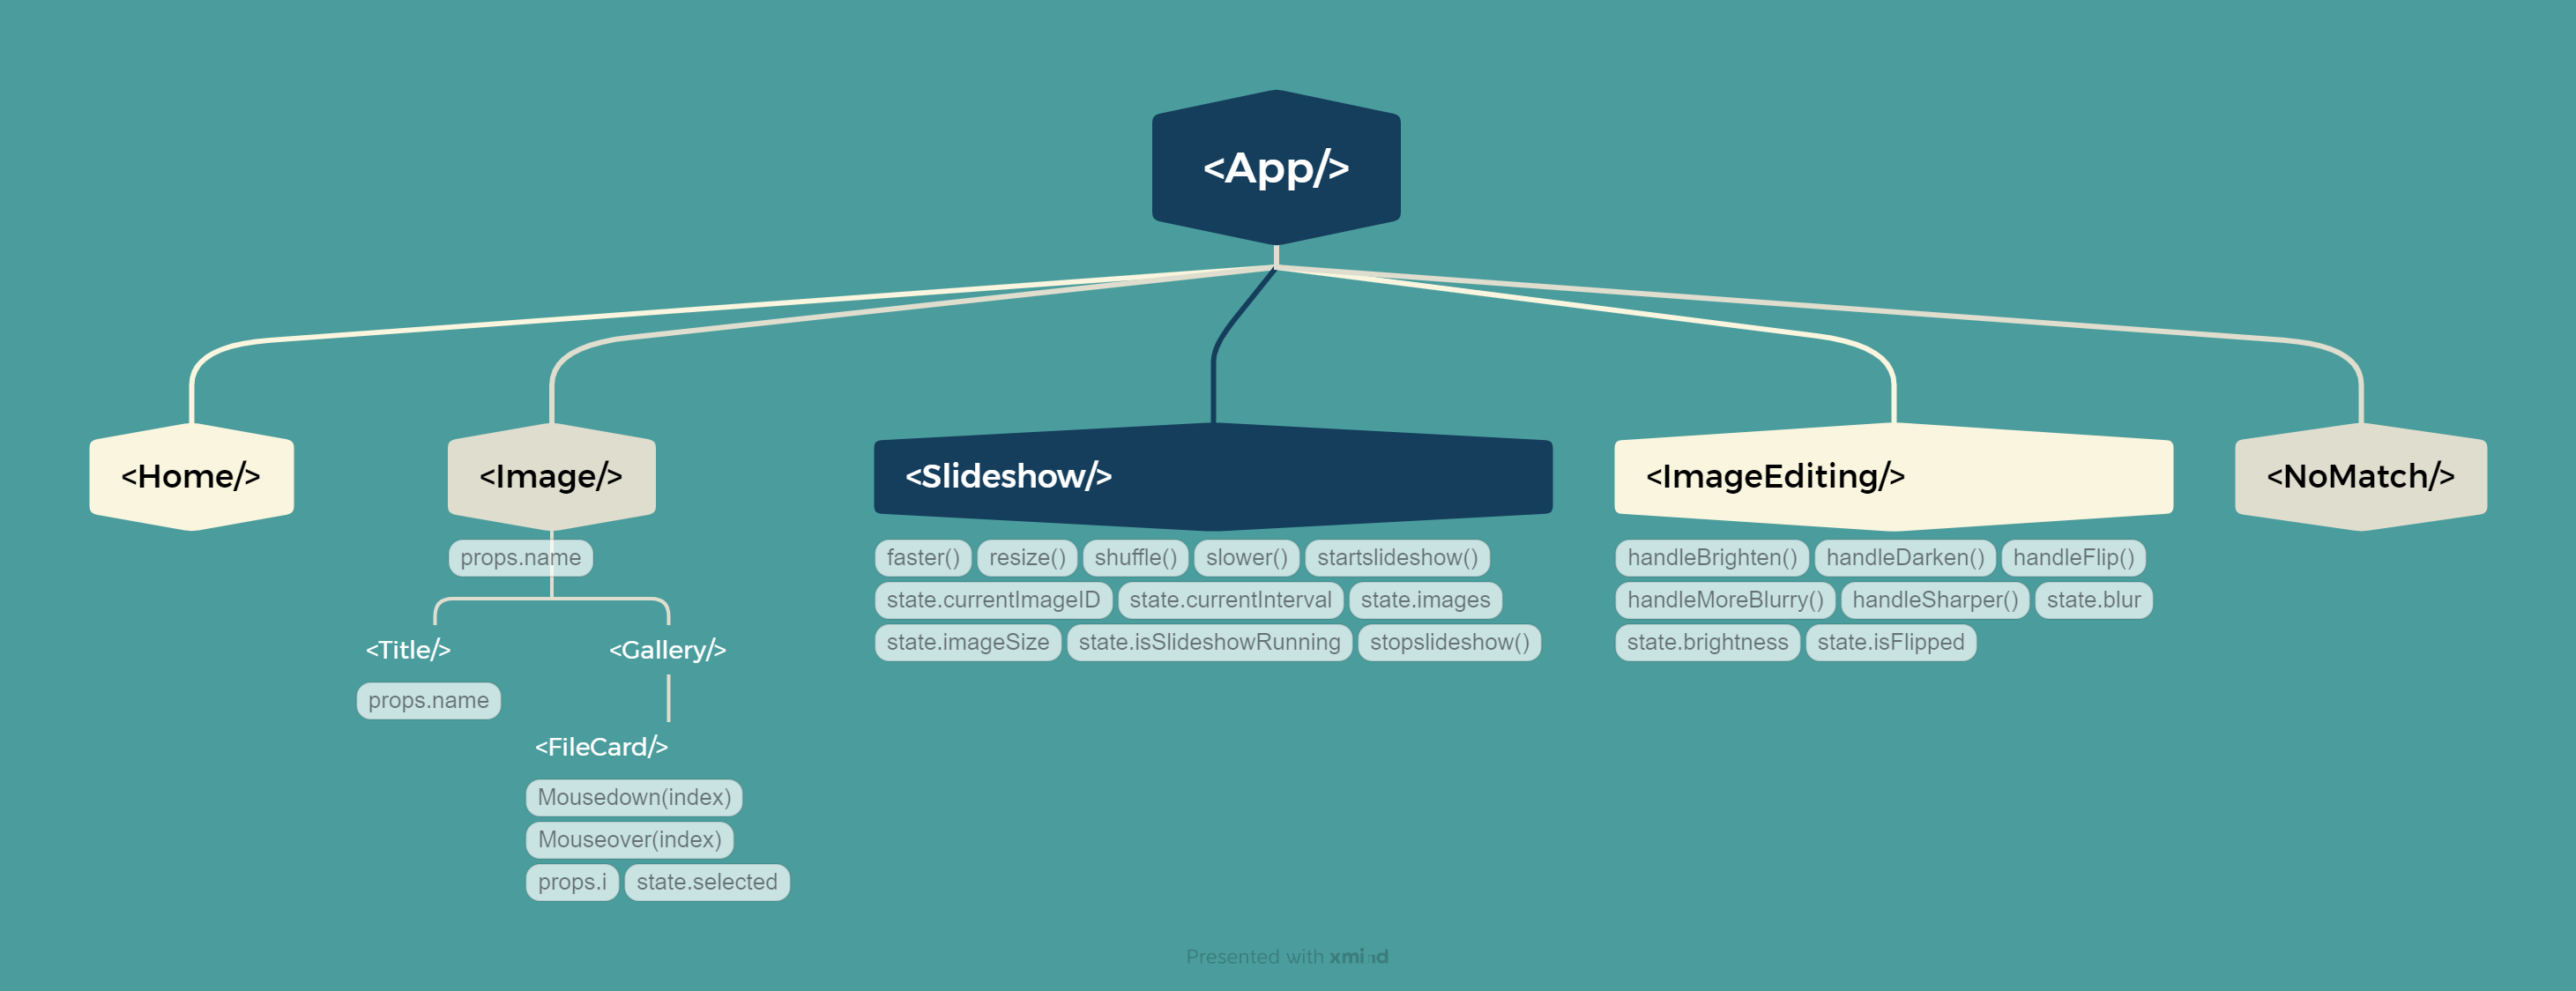 <App/>
<Home/>
<Image/>
<Slideshow/>
<ImageEditing/>
<NoMatch/>
props.name
<Title/>
<Gallery/>
props.name
<FileCard/>
Mousedown(index)
Mouseover(index)
props.i state.selected
faster() resize() shuffle() slower() startslideshow()
state.currentImageID state.currentInterval state.images
state.imageSize state.isSlideshowRunning stopslideshow()
handleBrighten() handleDarken() handleFlip()
handleMoreBlurry() handleSharper() state.blur
state.brightness state.isFlipped
Presented with xmind